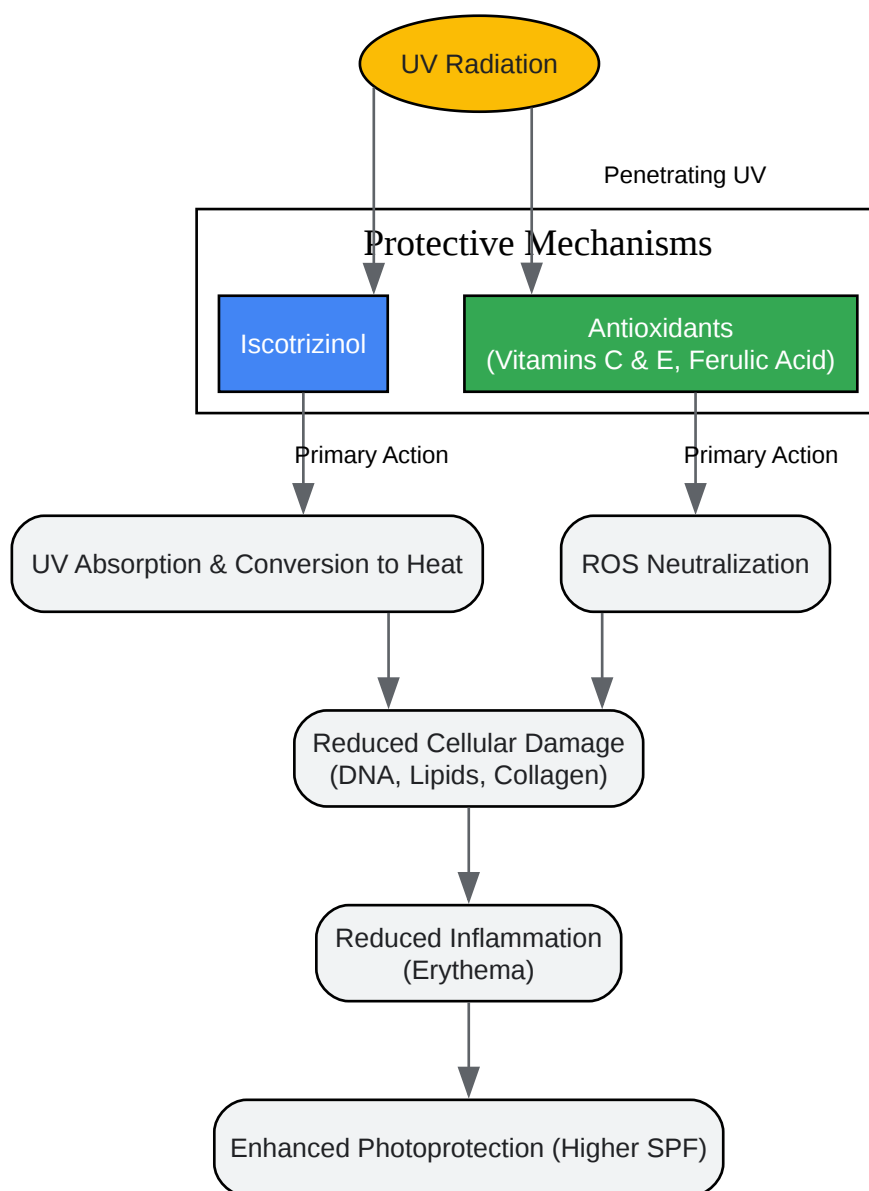 UV Radiation
Penetrating UV
Protective Mechanisms
Iscotrizinol
Antioxidants
(Vitamins C & E, Ferulic Acid)
Primary Action
Primary Action
UV Absorption & Conversion to Heat
ROS Neutralization
Reduced Cellular Damage
(DNA, Lipids, Collagen)
Reduced Inflammation
(Erythema)
Enhanced Photoprotection (Higher SPF)